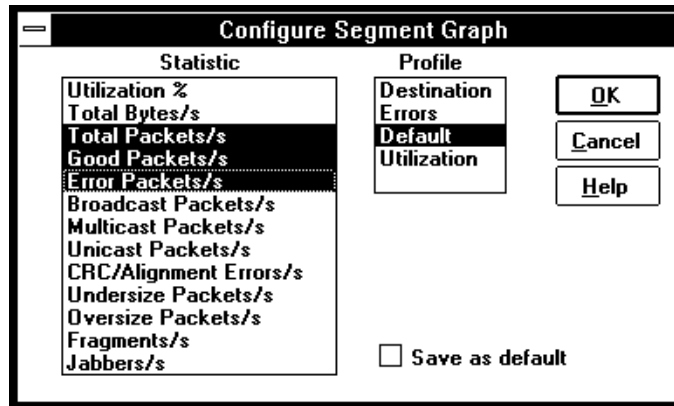 Configure Segment Graph
Statistic
Utilization %
Total Bytes/s
Total Packets/s
Good Packets/s
Error Packets/s
Broadcast Packets/s
Multicast Packets/s
Unicast Packets/s
CRC/Alignment Errors/s
Undersize Packets/s
Oversize Packets/s
Fragments/s
Jabbers/s
Profile
Destination
Errors
Default
Utilization
OK
Cancel
Help
Save as default